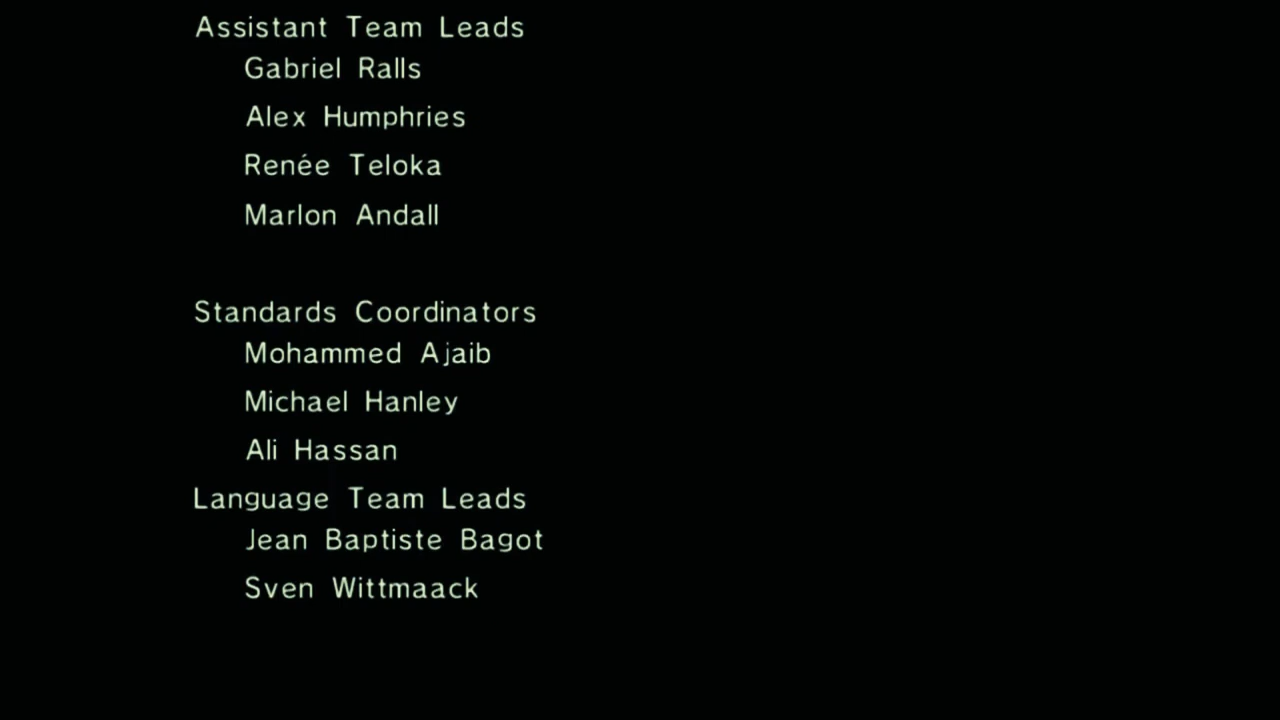 Assistant Team Leads
Gabriel Ralls
Alex Humphries
Renée Teloka
Marlon Andall
Standards Coordinators
Mohammed Ajaib
Michael Hanley
Ali Hassan
Language Team Leads
Jean Baptiste Bagot
Sven Wittmaack